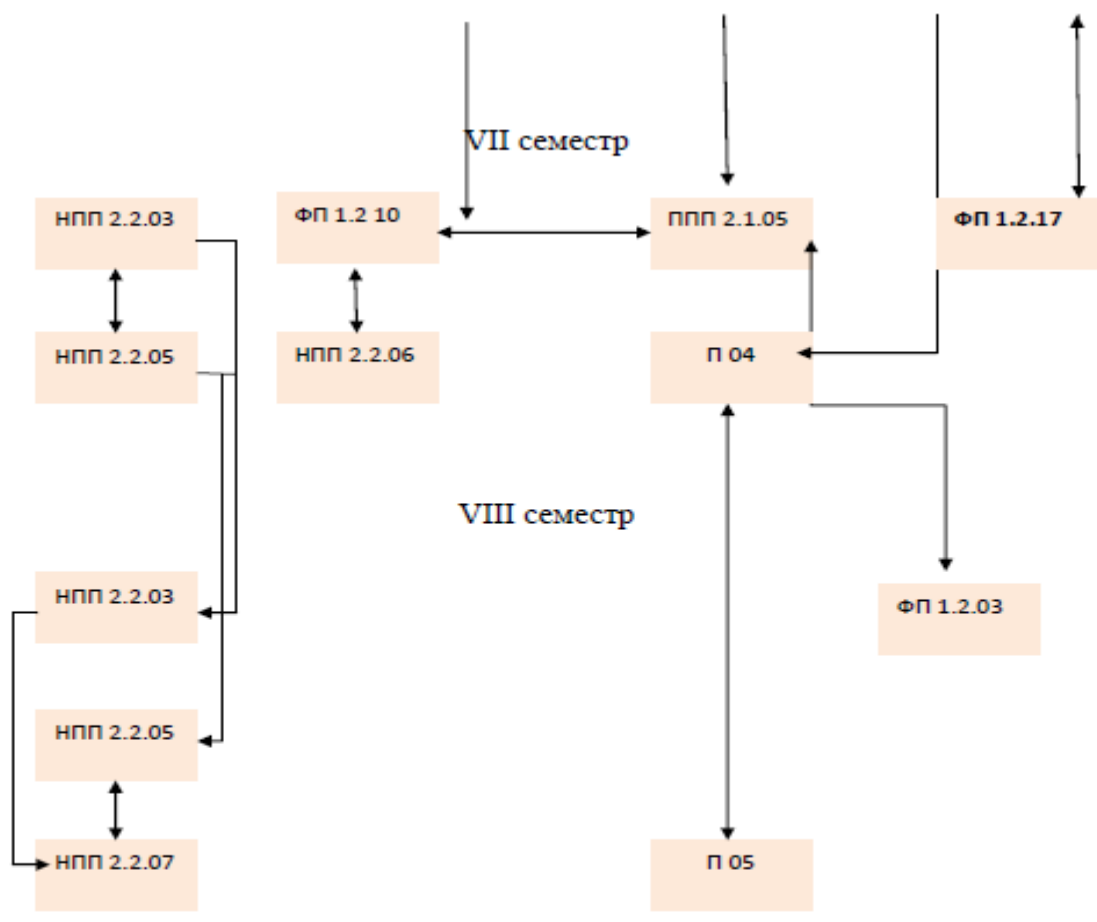 VII семестр
НПП 2.2.03
ФП 1.2 10
ППП 2.1.05
ФП 1.2.17
НПП 2.2.05
НПП 2.2.06
П 04
VIII семестр
НПП 2.2.03
ФП 1.2.03
НПП 2.2.05
НПП 2.2.07
П 05